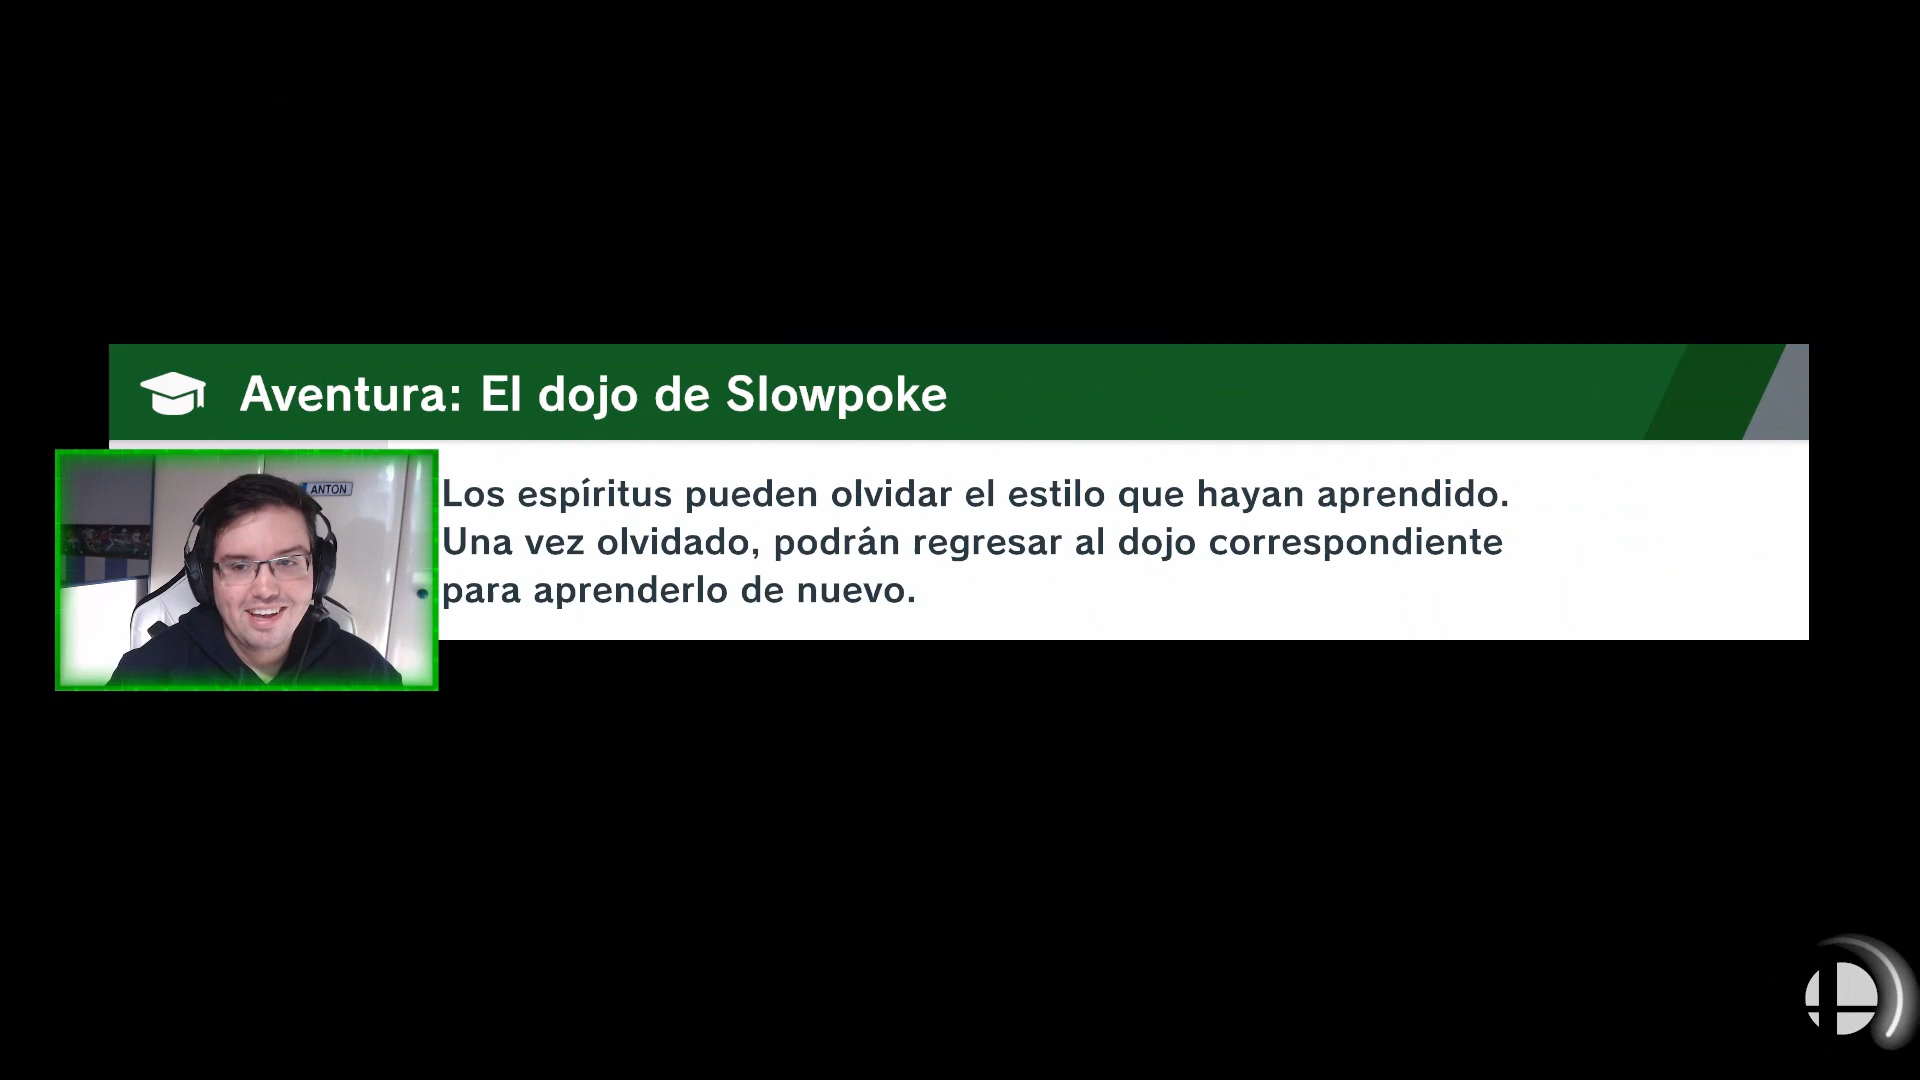 Aventura: El dojo de Slowpoke
ANTON
Los espíritus pueden olvidar el estilo que hayan aprendido.
Una vez olvidado, podrán regresar al dojo correspondiente
para aprenderlo de nuevo.